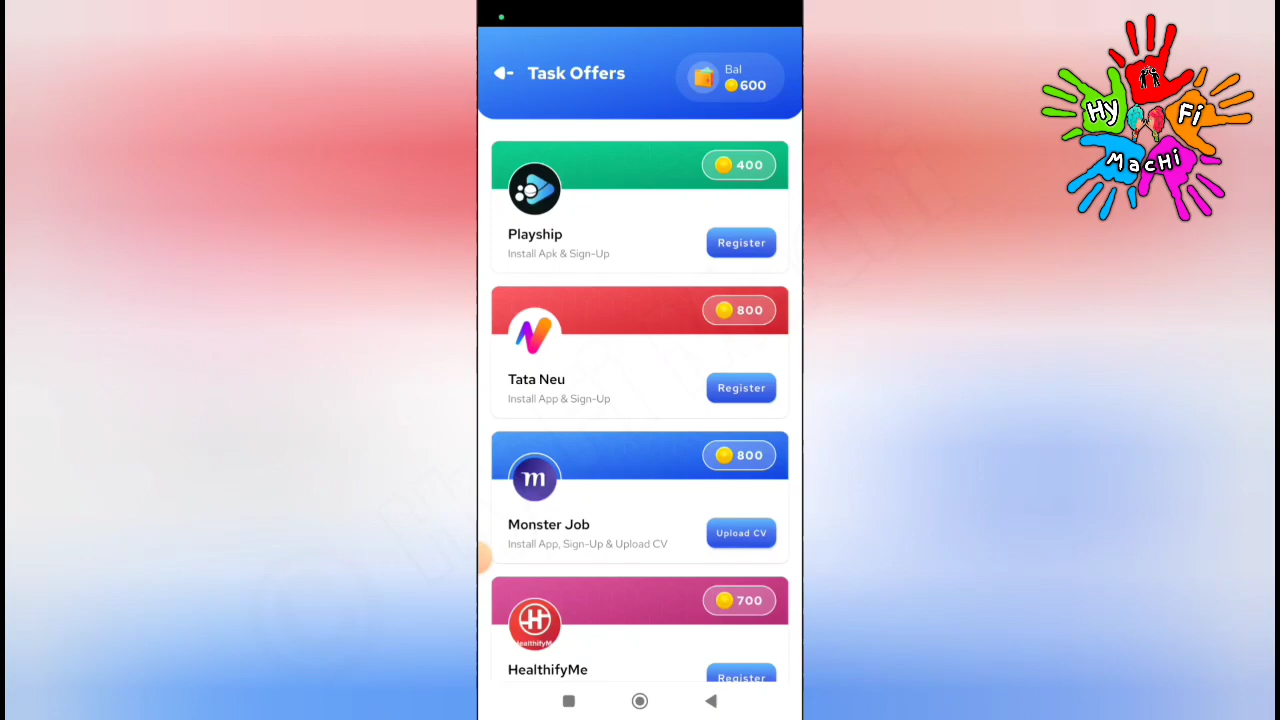 Task Offers
Bal
600
400
Playship
Install Apk & Sign-Up
Register
800
Tata Neu
Install App & Sign-Up
Register
800
m
Monster Job
Install App, Sign-Up & Upload CV
Upload CV
700
HealthifyMe
HealthifyMe
Register
Hy
Fi
MacHi